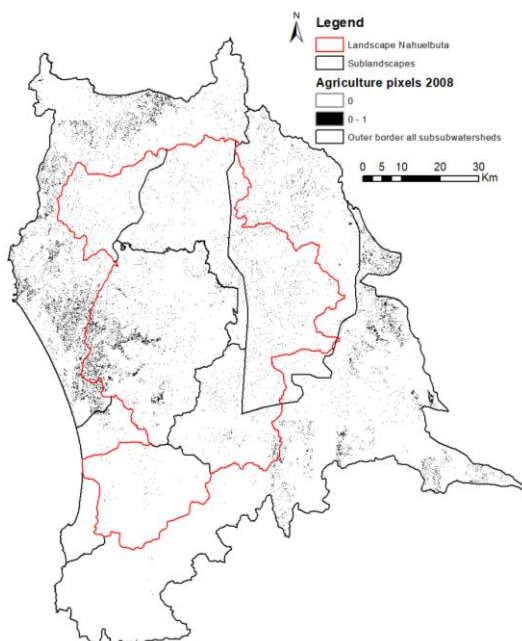 N
Legend
Landscape Nahuelbuta
Sublandscapes
Agriculture pixels 2008
0
0 - 1
Outer border all subsubwatersheds
0 5 10 20 30
Km